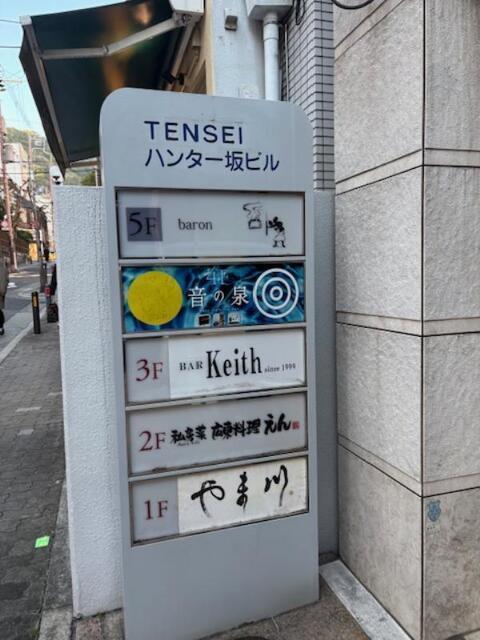 TENSEI
ハンター坂ビル
5F baron
4F
音の泉
3F BAR Keith since 1999
2F 私房菜 広東料理 えん
1F やま川